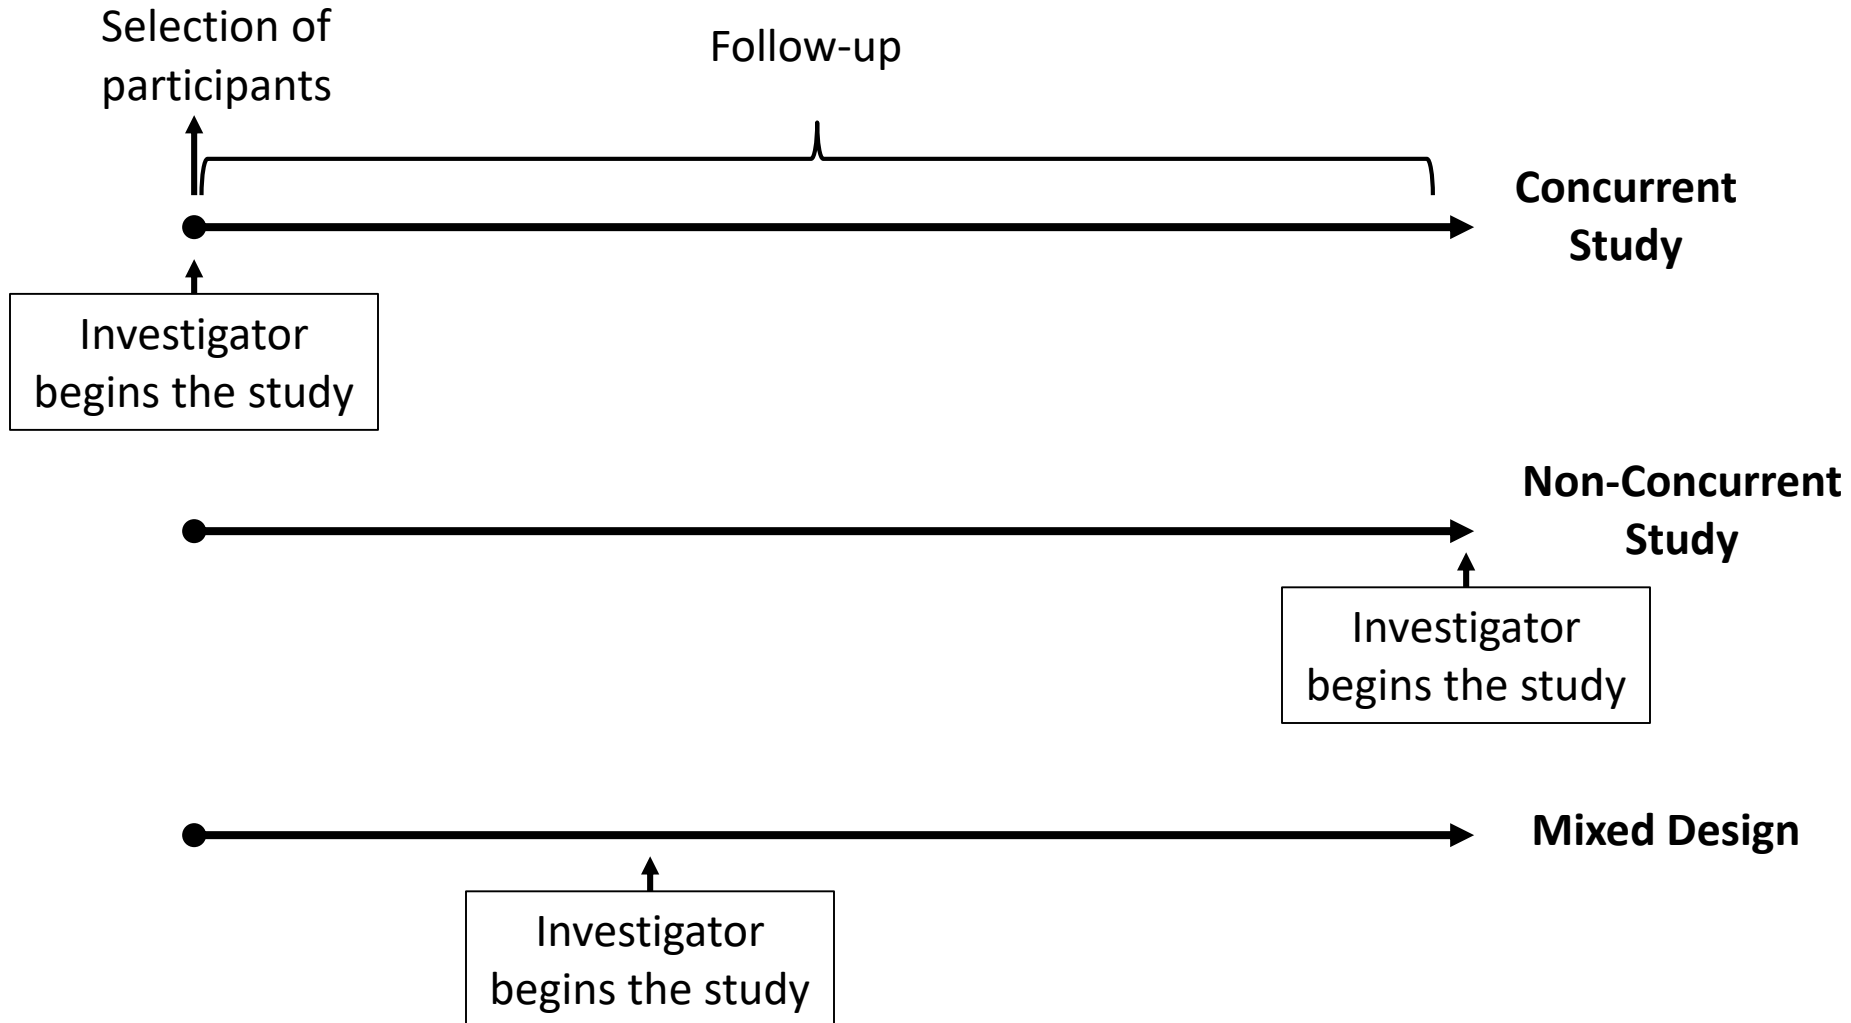 Selection of
participants
Follow-up
Concurrent
Study
Investigator
begins the study
Non-Concurrent
Study
Investigator
begins the study
Mixed Design
Investigator
begins the study